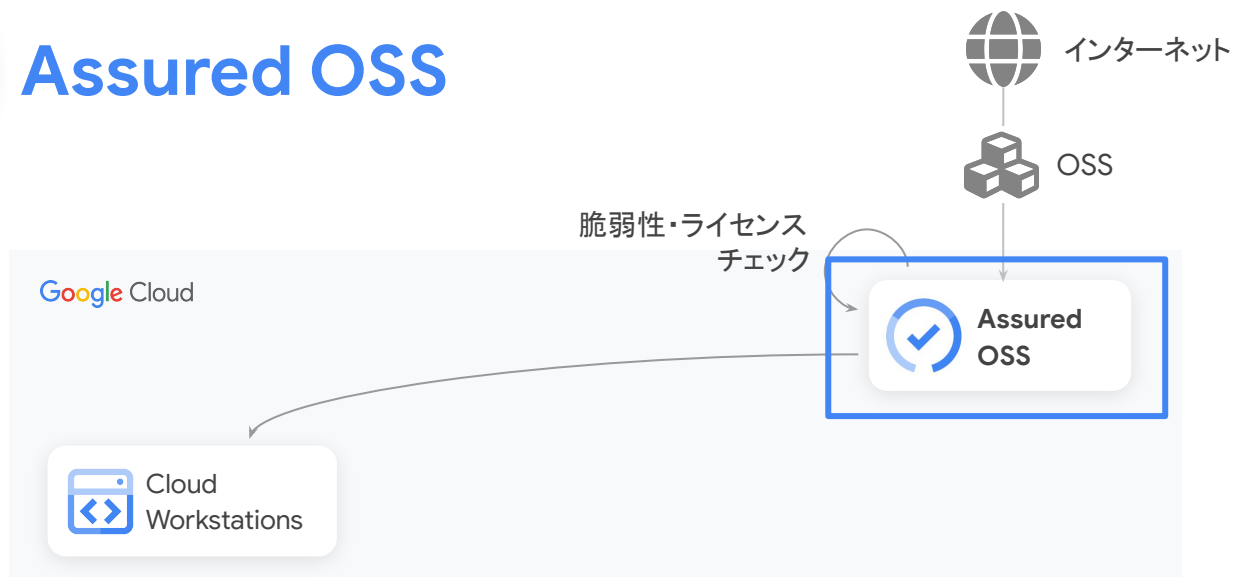 Assured OSS
インターネット
OSS
脆弱性・ライセンス
チェック
Google Cloud
Assured
OSS
Cloud
Workstations